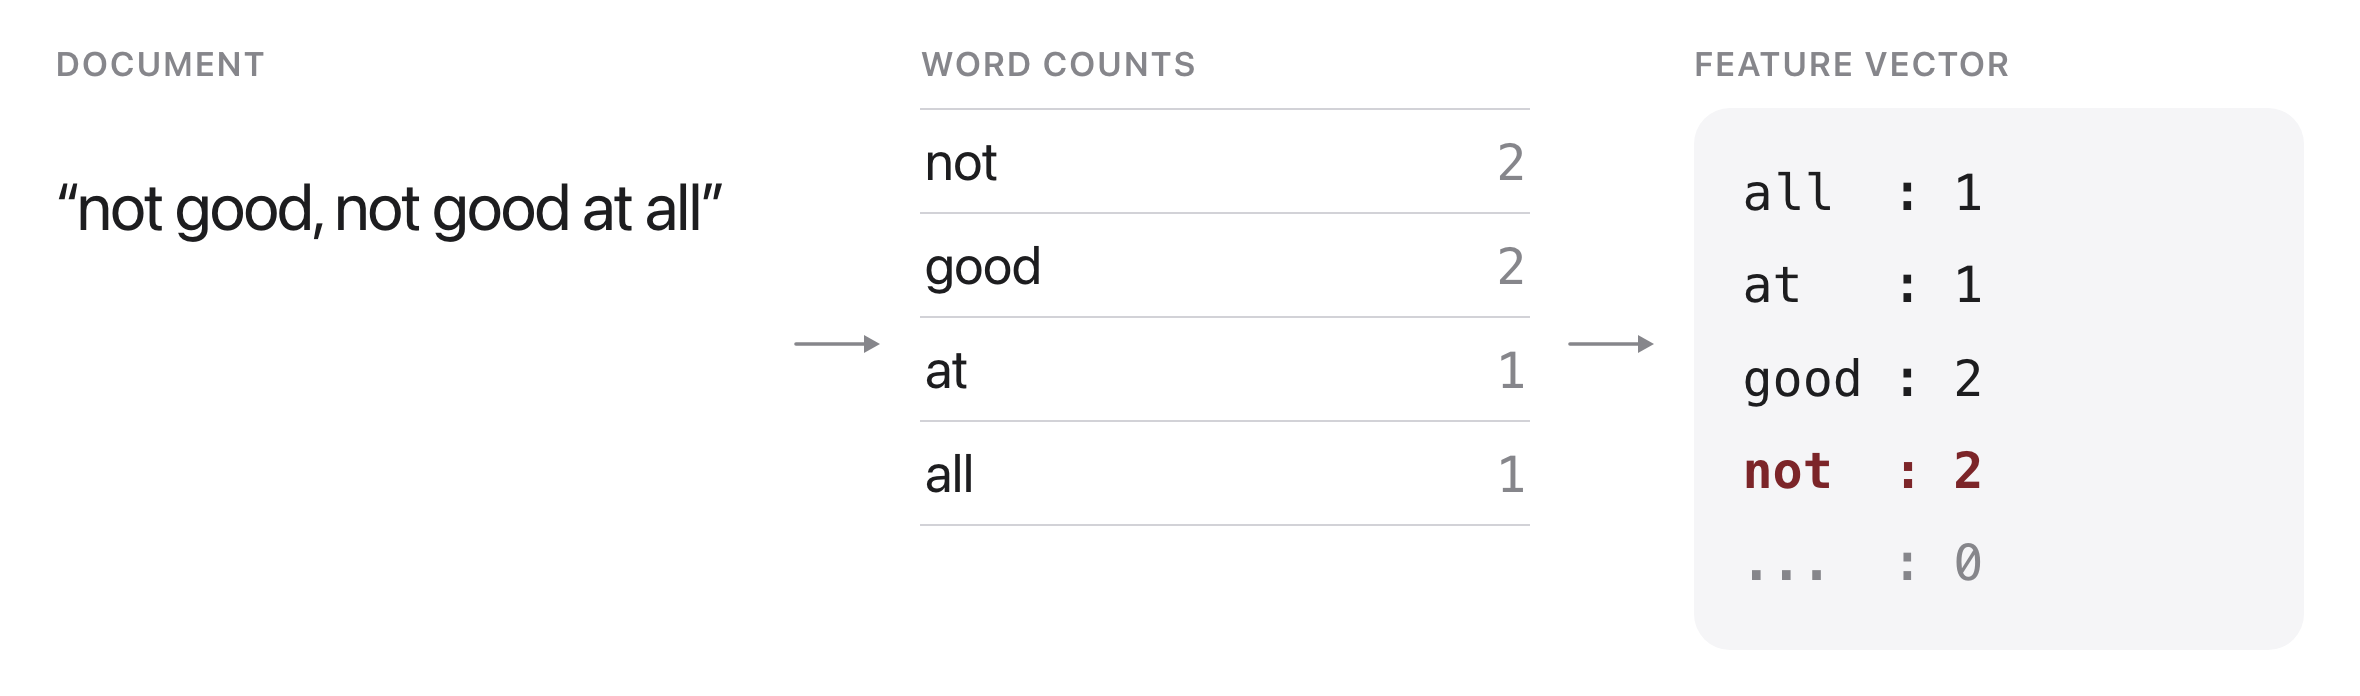 DOCUMENT
“not good, not good at all”
WORD COUNTS
not 2
good 2
at 1
all 1
FEATURE VECTOR
all : 1
at : 1
good : 2
not : 2
... : 0